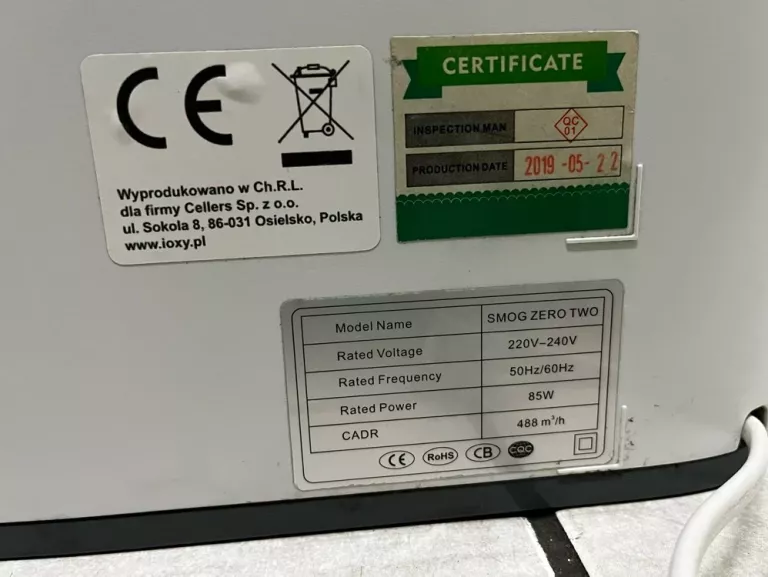 CE
Wyprodukowano w Ch.R.L.
dla firmy Cellers Sp. z o.o.
ul. Sokola 8, 86-031 Osielsko, Polska
www.ioxy.pl
CERTIFICATE
INSPECTION MAN QC 01
PRODUCTION DATE 2019-05-22
Model Name SMOG ZERO TWO
Rated Voltage 220V~240V
Rated Frequency 50Hz/60Hz
Rated Power 85W
CADR 488 m³/h
CE RoHS CB CQC